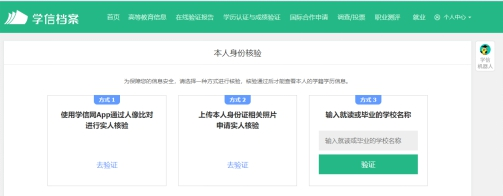 学信档案 首页 高等教育信息 在线验证报告 学历认证与成绩验证 国际合作申请 调查/投票 职业测评 就业 个人中心
本人身份核验
学信
机器人
为保障您的信息安全，请选择一种方式进行核验，核验通过后才能查看本人的学籍学历信息。
方式 1 方式 2 方式 3
使用学信网App通过人像比对
进行实人核验
去验证
上传本人身份证相关照片
申请实人核验
去验证
输入就读或毕业的学校名称
输入就读或毕业的学校名称
验证